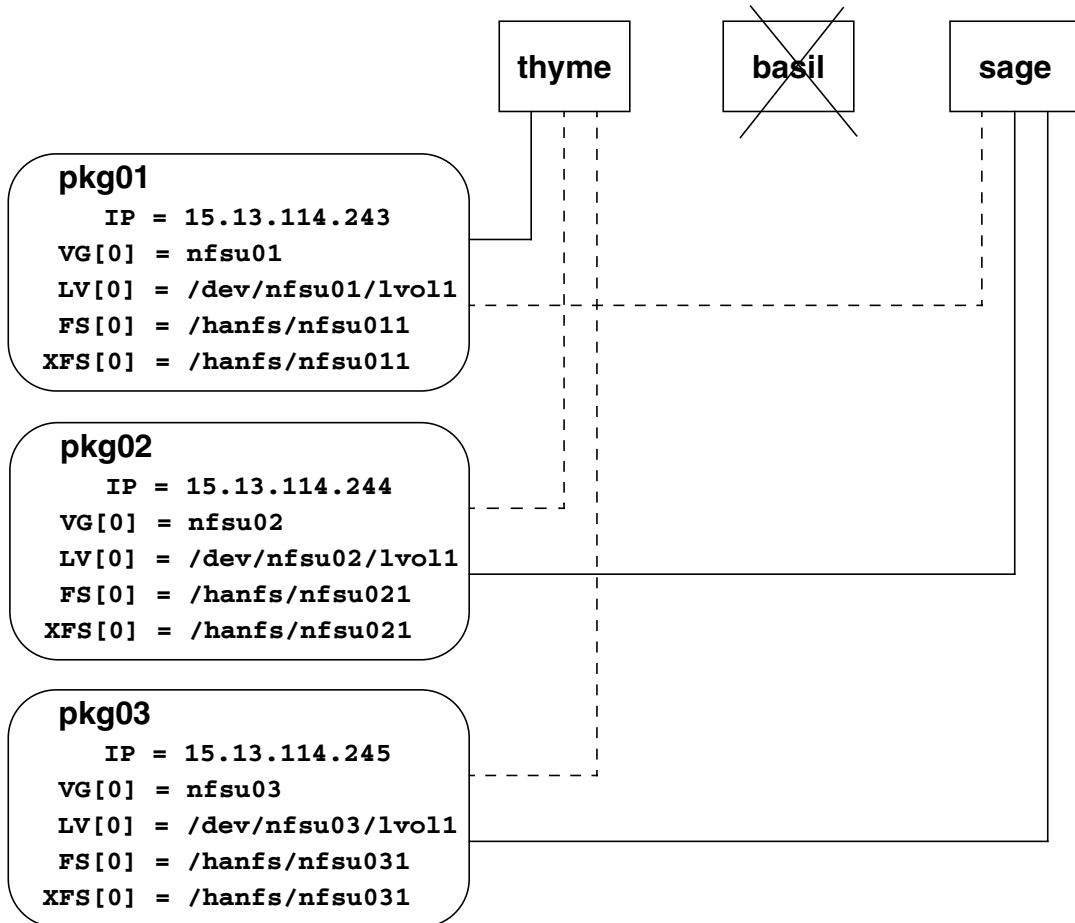 thyme
basil
sage
pkg01
IP = 15.13.114.243
VG[0] = nfsu01
LV[0] = /dev/nfsu01/lvol1
FS[0] = /hanfs/nfsu011
XFS[0] = /hanfs/nfsu011
pkg02
IP = 15.13.114.244
VG[0] = nfsu02
LV[0] = /dev/nfsu02/lvol1
FS[0] = /hanfs/nfsu021
XFS[0] = /hanfs/nfsu021
pkg03
IP = 15.13.114.245
VG[0] = nfsu03
LV[0] = /dev/nfsu03/lvol1
FS[0] = /hanfs/nfsu031
XFS[0] = /hanfs/nfsu031